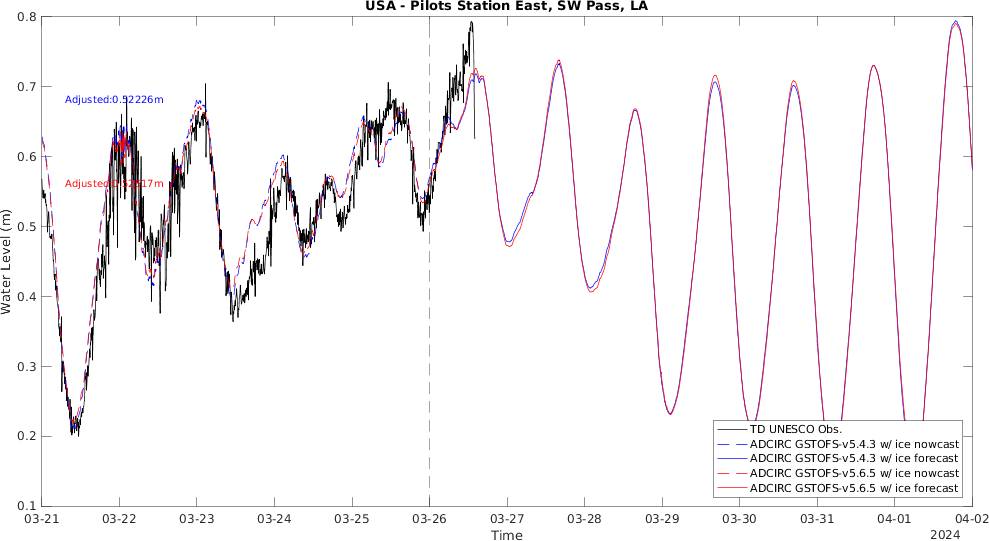 USA - Pilots Station East, SW Pass, LA
0.8
0.7
0.6
0.5
0.4
0.3
0.2
0.1
Water Level (m)
Adjusted:0.52226m
TD UNESCO Obs.
ADCIRC GSTOFS-v5.4.3 w/ ice nowcast
ADCIRC GSTOFS-v5.4.3 w/ ice forecast
ADCIRC GSTOFS-v5.6.5 w/ ice nowcast
ADCIRC GSTOFS-v5.6.5 w/ ice forecast
03-21 03-22 03-23 03-24 03-25 03-26 03-27 03-28 03-29 03-30 03-31 04-01 04-02
Time
2024